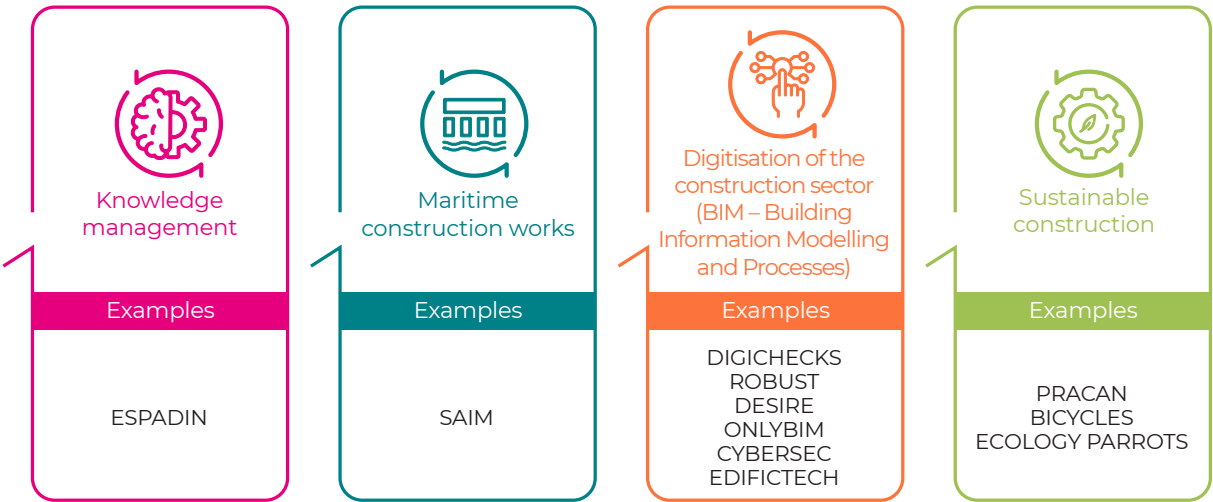 Knowledge
management
Examples
ESPADIN
Maritime
construction works
Examples
SAIM
Digitisation of the
construction sector
(BIM – Building
Information Modelling
and Processes)
Examples
DIGICHECKS
ROBUST
DESIRE
ONLYBIM
CYBERSEC
EDIFICTECH
Sustainable
construction
Examples
PRACAN
BICYCLES
ECOLOGY PARROTS